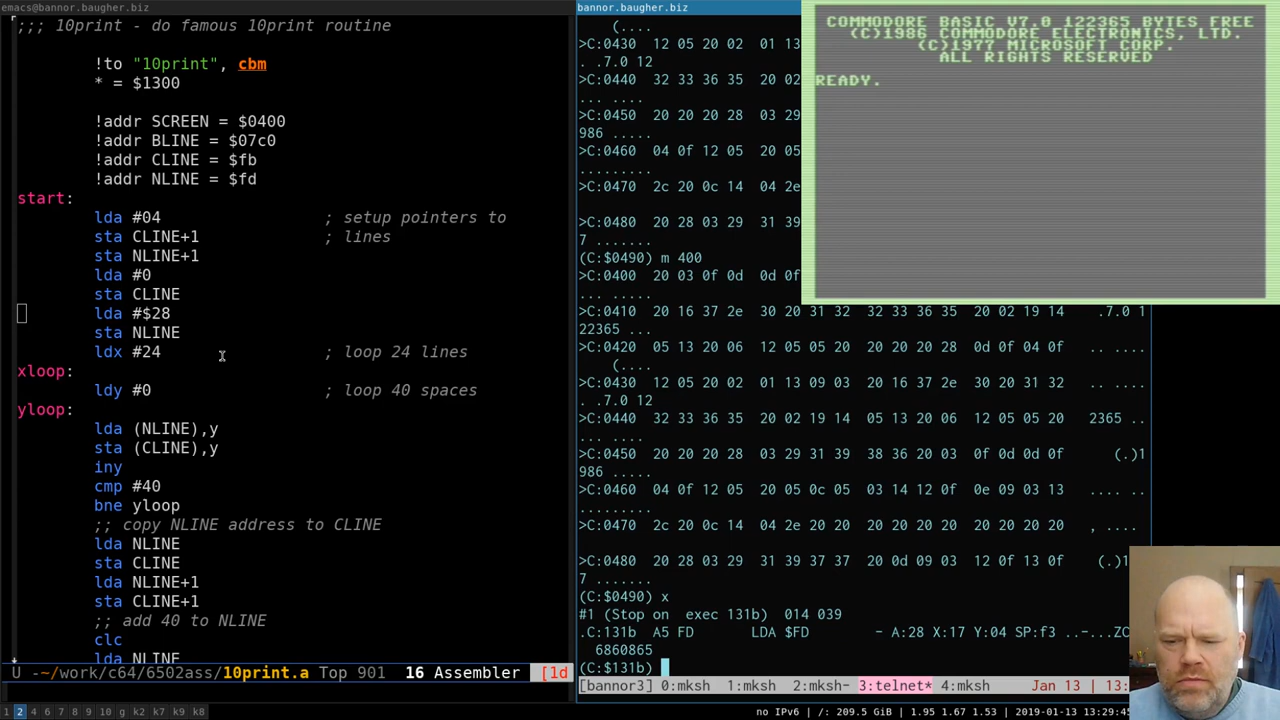 emacs@bannor.baugher.biz
;;; 10print - do famous 10print routine
!to "10print", cbm
* = $1300
!addr SCREEN = $0400
!addr BLINE = $07c0
!addr CLINE = $fb
!addr NLINE = $fd
start:
lda #04 ; setup pointers to
sta CLINE+1 ; lines
sta NLINE+1
lda #0
sta CLINE
lda #$28
sta NLINE
ldx #24 ; loop 24 lines
xloop:
ldy #0 ; loop 40 spaces
yloop:
lda (NLINE),y
sta (CLINE),y
iny
cmp #40
bne yloop
;; copy NLINE address to CLINE
lda NLINE
sta CLINE
lda NLINE+1
sta CLINE+1
;; add 40 to NLINE
clc
lda NLINE
U -~/work/c64/6502ass/10print.a Top 901 16 Assembler [1d
bannor.baugher.biz
(....
>C:0430 12 05 20 02 01 13
. .7.0 12
>C:0440 32 33 36 35 20 02
... ....
>C:0450 20 20 20 28 03 29
986 .....
>C:0460 04 0f 12 05 20 05
.........
>C:0470 2c 20 0c 14 04 2e
>C:0480 20 28 03 29 31 39
7 .......
(C:$0490) m 400
>C:0400 20 03 0f 0d 0d 0f
... .....
>C:0410 20 16 37 2e 30 20 31 32 32 33 36 35 20 02 19 14 .7.0 1
22365 ...
>C:0420 05 13 20 06 12 05 05 20 20 20 20 28 0d 0f 04 0f .. ....
(....
>C:0430 12 05 20 02 01 13 09 03 20 16 37 2e 30 20 31 32 .. ....
. .7.0 12
>C:0440 32 33 36 35 20 02 19 14 05 13 20 06 12 05 05 20 2365 ..
... ....
>C:0450 20 20 20 28 03 29 31 39 38 36 20 03 0f 0d 0d 0f (.)1
986 .....
>C:0460 04 0f 12 05 20 05 0c 05 03 14 12 0f 0e 09 03 13 .... ..
.........
>C:0470 2c 20 0c 14 04 2e 20 20 20 20 20 20 20 20 20 20 , ....
>C:0480 20 28 03 29 31 39 37 37 20 0d 09 03 12 0f 13 0f (.)1
7 .......
(C:$0490) x
#1 (Stop on exec 131b) 014 039
.C:131b A5 FD LDA $FD - A:28 X:17 Y:04 SP:f3 ..-...ZC
6860865
(C:$131b)
[bannor3] 0:mksh 1:mksh 2:mksh- 3:telnet* 4:mksh Jan 13 | 13:
COMMODORE BASIC V7.0 122365 BYTES FREE
(C)1986 COMMODORE ELECTRONICS, LTD.
(C)1977 MICROSOFT CORP.
ALL RIGHTS RESERVED
READY.
1 2 3 4 5 6 7 8 9 10 g k2 k7 k9 k8
no IPv6 | /: 209.5 GiB | 1.95 1.67 1.53 | 2019-01-13 13:29:45